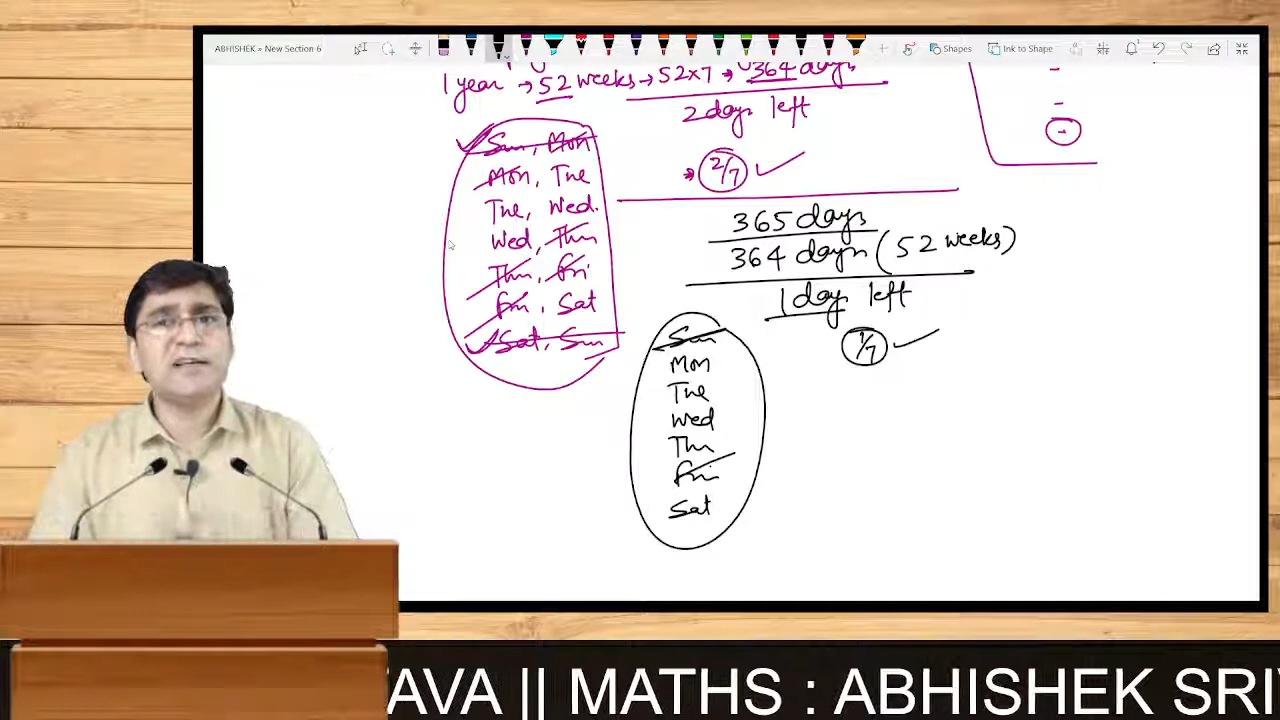 ABHISHEK » New Section 6
Shapes
Ink to Shape
1 year → 52 weeks → 52x7 → 364 days
2 days left
Sun, Mon
Mon, Tue
Tue, Wed.
Wed, Thu
Thu, Fri
Fri, Sat
Sat, Sun
2/7
365 days
364 days (52 weeks)
1 day left
1/7
Sun
Mon
Tue
Wed
Thu
Fri
Sat
AVA || MATHS : ABHISHEK SRI